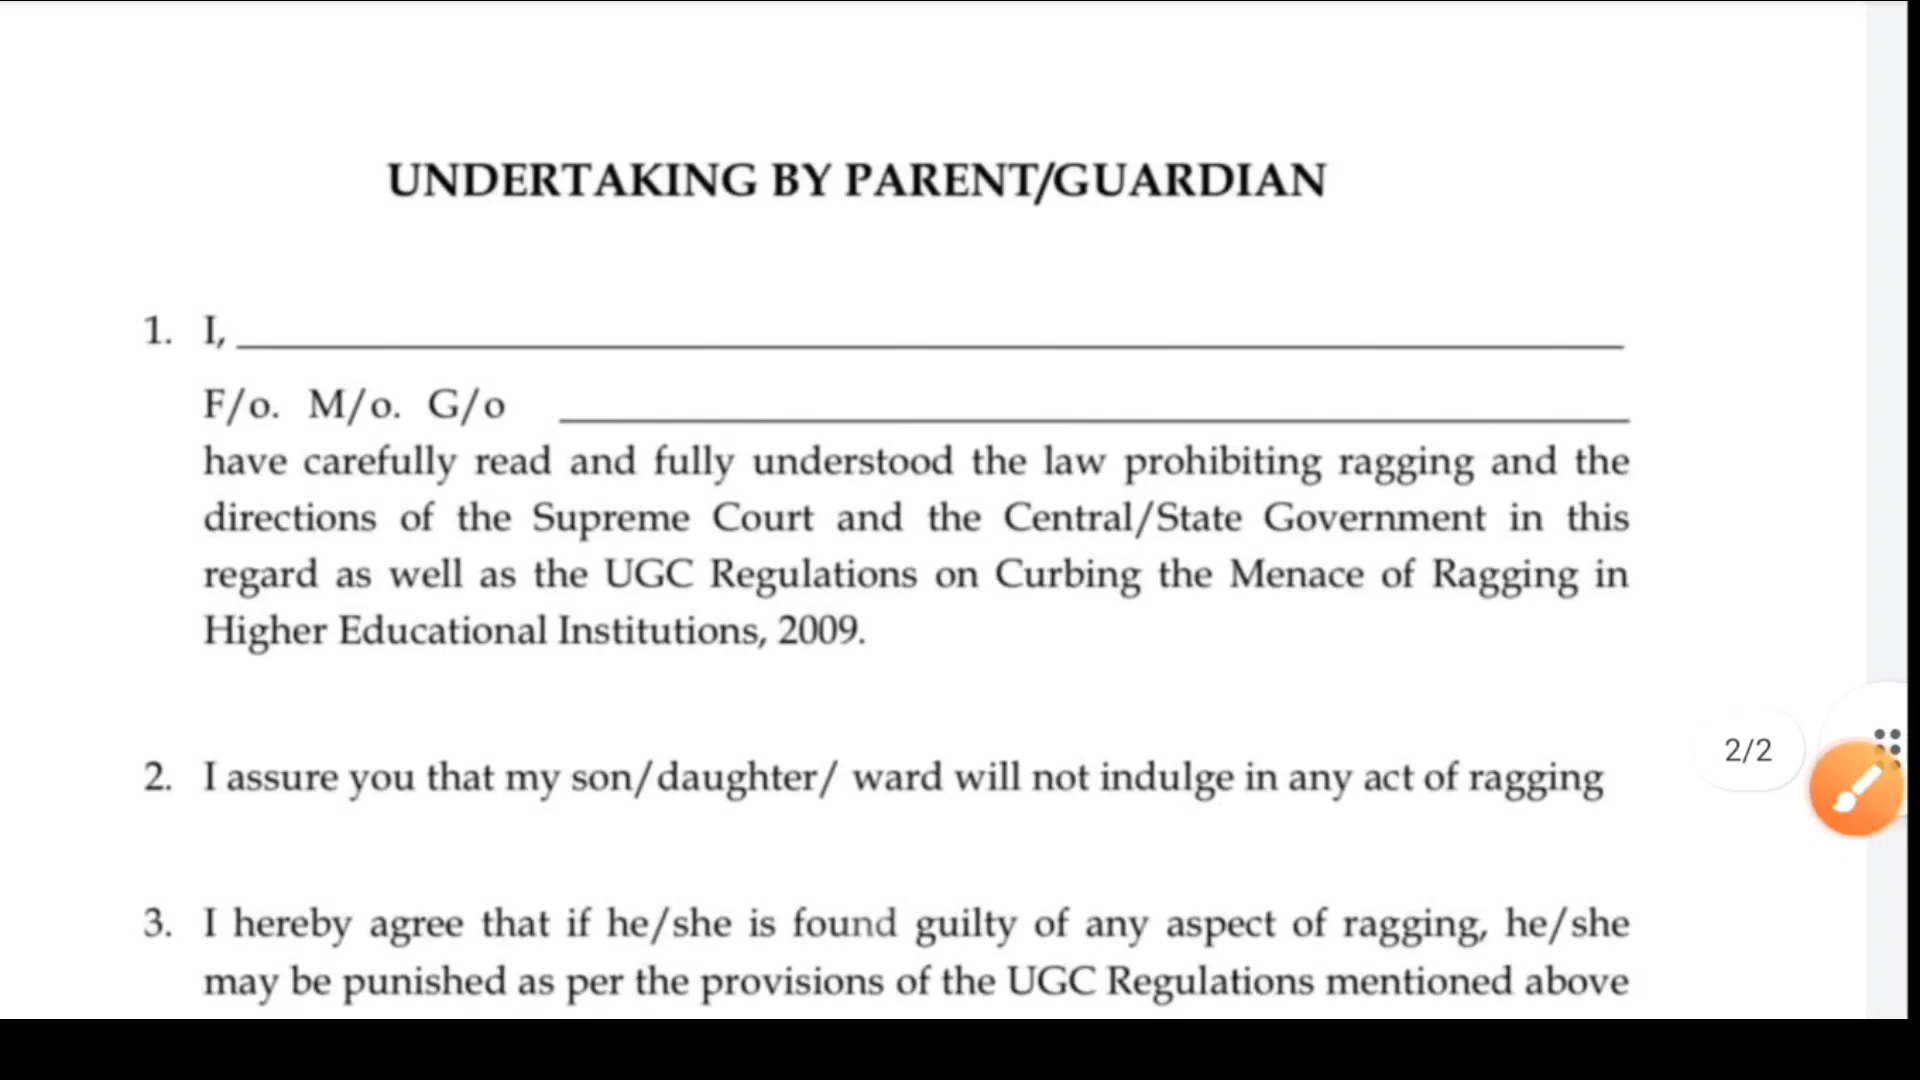 UNDERTAKING BY PARENT/GUARDIAN
1. I, ____________________
F/o. M/o. G/o ____________________
have carefully read and fully understood the law prohibiting ragging and the
directions of the Supreme Court and the Central/State Government in this
regard as well as the UGC Regulations on Curbing the Menace of Ragging in
Higher Educational Institutions, 2009.
2. I assure you that my son/daughter/ ward will not indulge in any act of ragging
2/2
3. I hereby agree that if he/she is found guilty of any aspect of ragging, he/she
may be punished as per the provisions of the UGC Regulations mentioned above